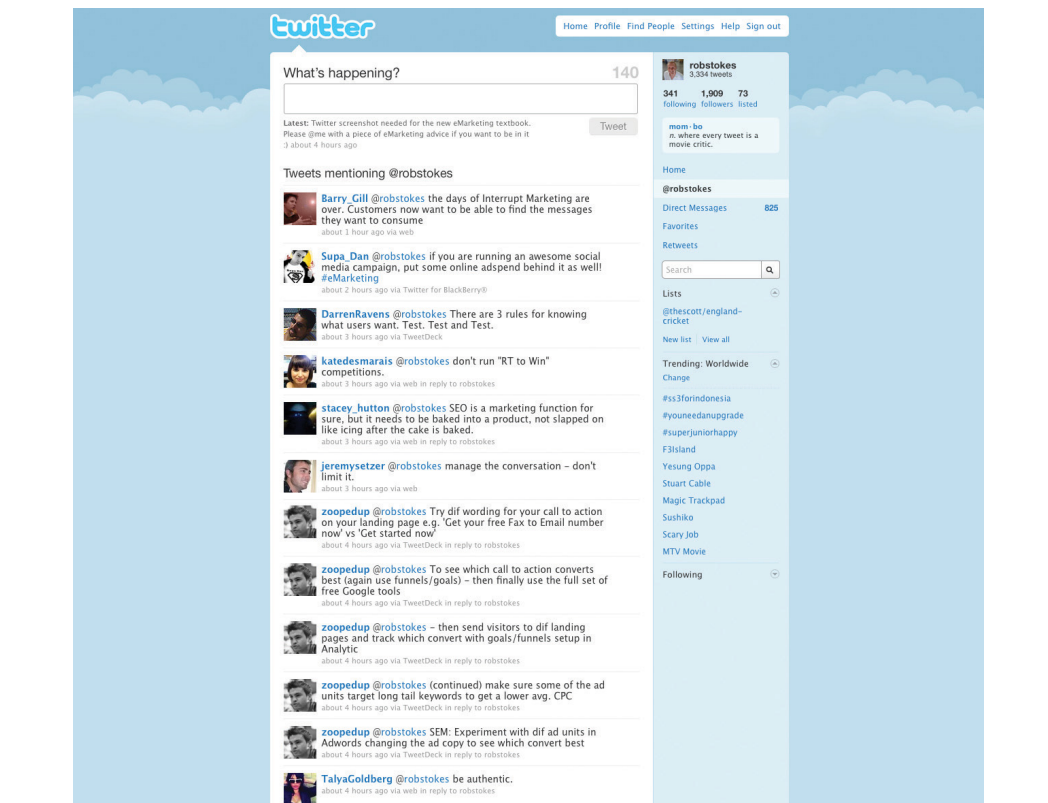 twitter
Home Profile Find People Settings Help Sign out
What's happening?
140
Latest: Twitter screenshot needed for the new eMarketing textbook.
Please @me with a piece of eMarketing advice if you want to be in it
:) about 4 hours ago
Tweet
Tweets mentioning @robstokes
Barry_Gill @robstokes the days of Interrupt Marketing are
over. Customers now want to be able to find the messages
they want to consume
about 1 hour ago via web
Supa_Dan @robstokes if you are running an awesome social
media campaign, put some online adspend behind it as well!
#eMarketing
about 2 hours ago via Twitter for BlackBerry®
DarrenRavens @robstokes There are 3 rules for knowing
what users want. Test. Test and Test.
about 3 hours ago via TweetDeck
katedesmarais @robstokes don't run "RT to Win"
competitions.
about 3 hours ago via web in reply to robstokes
stacey_hutton @robstokes SEO is a marketing function for
sure, but it needs to be baked into a product, not slapped on
like icing after the cake is baked.
about 3 hours ago via web in reply to robstokes
jeremysetzer @robstokes manage the conversation – don't
limit it.
about 3 hours ago via web
zoopedup @robstokes Try dif wording for your call to action
on your landing page e.g. 'Get your free Fax to Email number
now' vs 'Get started now'
about 4 hours ago via TweetDeck in reply to robstokes
zoopedup @robstokes To see which call to action converts
best (again use funnels/goals) – then finally use the full set of
free Google tools
about 4 hours ago via TweetDeck in reply to robstokes
zoopedup @robstokes – then send visitors to dif landing
pages and track which convert with goals/funnels setup in
Analytic
about 4 hours ago via TweetDeck in reply to robstokes
zoopedup @robstokes (continued) make sure some of the ad
units target long tail keywords to get a lower avg. CPC
about 4 hours ago via TweetDeck in reply to robstokes
zoopedup @robstokes SEM: Experiment with dif ad units in
Adwords changing the ad copy to see which convert best
about 4 hours ago via TweetDeck in reply to robstokes
TalyaGoldberg @robstokes be authentic.
about 4 hours ago via web in reply to robstokes
robstokes
3,334 tweets
341 1,909 73
following followers listed
mom·bo
n. where every tweet is a
movie critic.
Home
@robstokes
Direct Messages 825
Favorites
Retweets
Search
Lists
@thescott/england-
cricket
New list View all
Trending: Worldwide
Change
#ss3forindonesia
#youneedanupgrade
#superjuniorhappy
F3Island
Yesung Oppa
Stuart Cable
Magic Trackpad
Sushiko
Scary Job
MTV Movie
Following